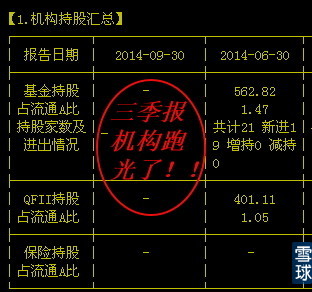 【1.机构持股汇总】
报告日期 2014-09-30 2014-06-30
基金持股 - 562.82
占流通A比 1.47
持股家数及 - 共计21 新进1
进出情况 9 增持0 减持
0
三季报
机构跑
光了！！
QFII持股 - 401.11
占流通A比 1.05
保险持股 - -
占流通A比
雪球